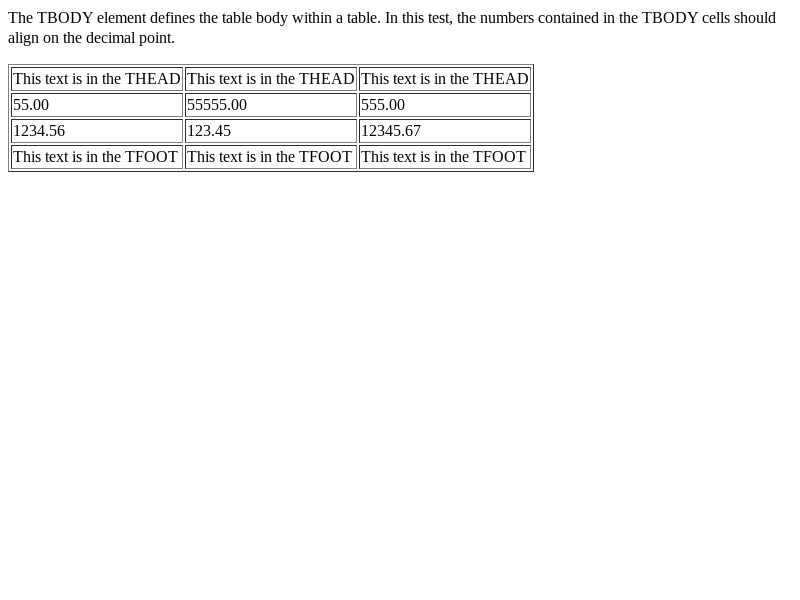 The TBODY element defines the table body within a table. In this test, the numbers contained in the TBODY cells should
align on the decimal point.
This text is in the THEAD This text is in the THEAD This text is in the THEAD
55.00 55555.00 555.00
1234.56 123.45 12345.67
This text is in the TFOOT This text is in the TFOOT This text is in the TFOOT